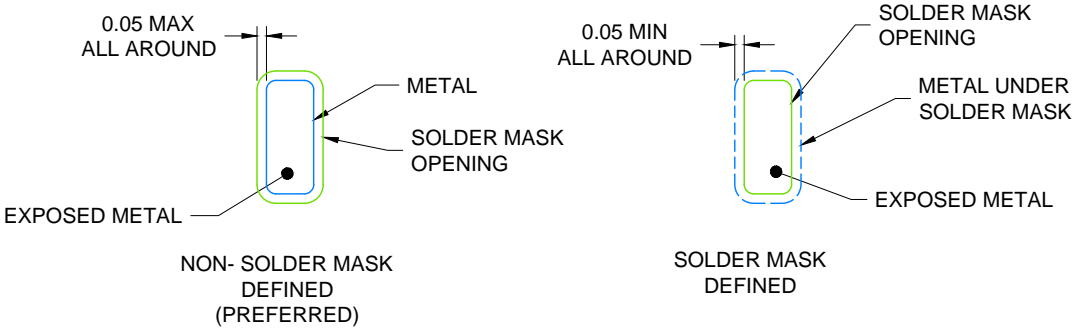 0.05 MAX
ALL AROUND
METAL
SOLDER MASK
OPENING
EXPOSED METAL
NON- SOLDER MASK
DEFINED
(PREFERRED)
0.05 MIN
ALL AROUND
SOLDER MASK
OPENING
METAL UNDER
SOLDER MASK
EXPOSED METAL
SOLDER MASK
DEFINED